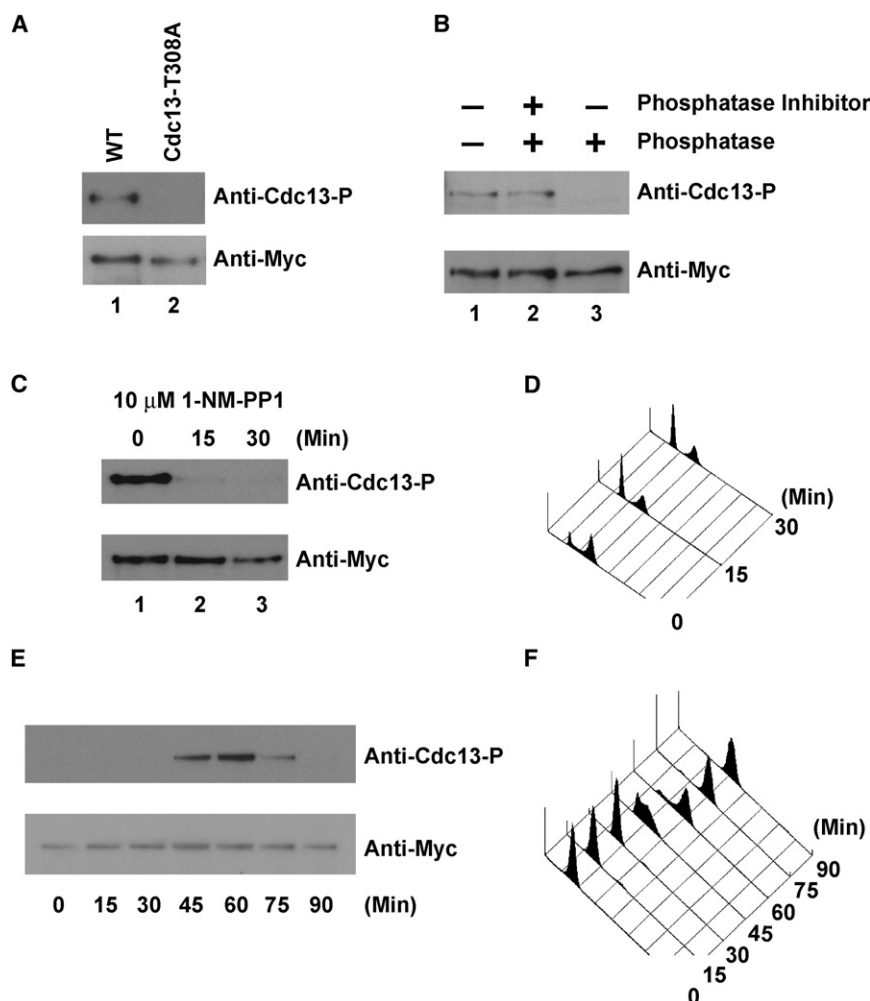 A
WT
Cdc13-T308A
Anti-Cdc13-P
Anti-Myc
1 2
B
− + − Phosphatase Inhibitor
− + + Phosphatase
Anti-Cdc13-P
Anti-Myc
1 2 3
C
10 μM 1-NM-PP1
0 15 30 (Min)
Anti-Cdc13-P
Anti-Myc
1 2 3
D
(Min)
30
15
0
E
Anti-Cdc13-P
Anti-Myc
0 15 30 45 60 75 90 (Min)
F
(Min)
90
75
60
45
30
15
0